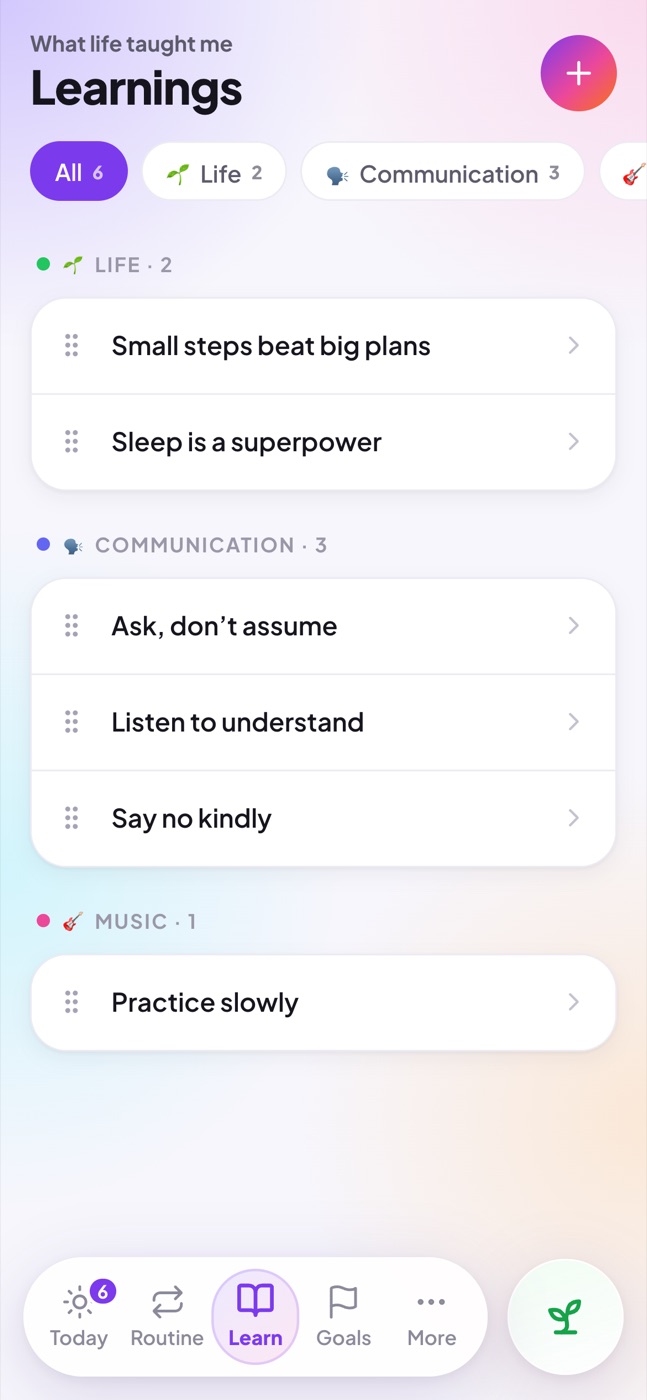 What life taught me
Learnings
All 6
Life 2
Communication 3
LIFE · 2
Small steps beat big plans
Sleep is a superpower
COMMUNICATION · 3
Ask, don’t assume
Listen to understand
Say no kindly
MUSIC · 1
Practice slowly
6
Today
Routine
Learn
Goals
More